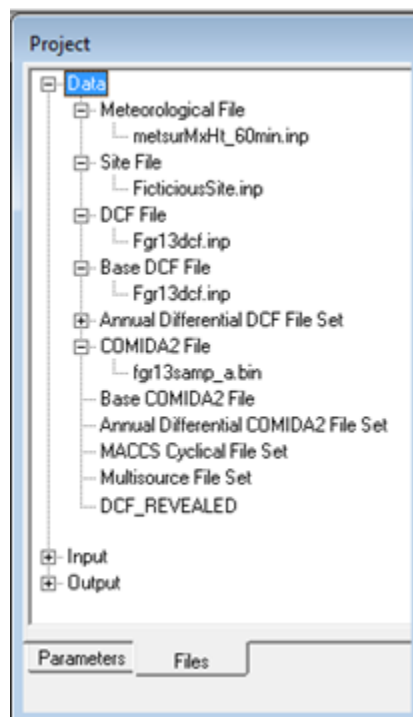 Project
Data
Meteorological File
metsurMxHt_60min.inp
Site File
FicticiousSite.inp
DCF File
Fgr13dcf.inp
Base DCF File
Fgr13dcf.inp
Annual Differential DCF File Set
COMIDA2 File
fgr13samp_a.bin
Base COMIDA2 File
Annual Differential COMIDA2 File Set
MACCS Cyclical File Set
Multisource File Set
DCF_REVEALED
Input
Output
Parameters Files